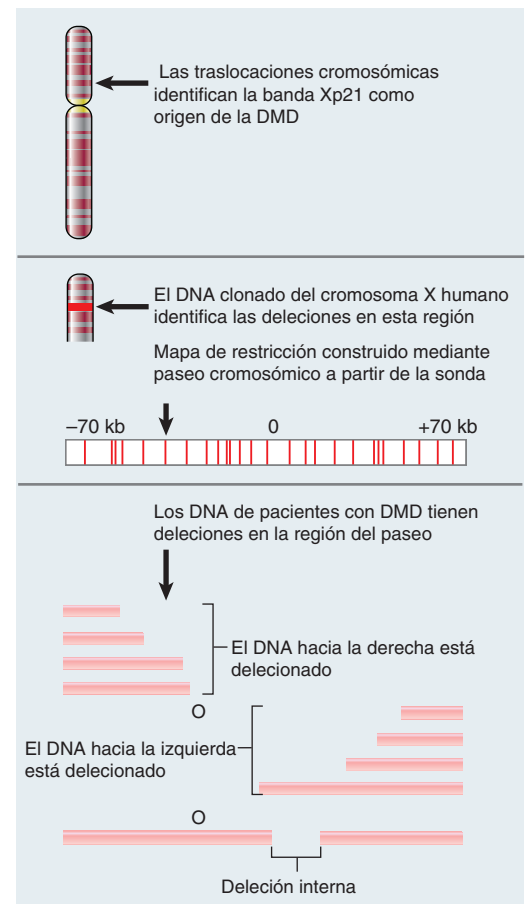 Las traslocaciones cromosómicas
identifican la banda Xp21 como
origen de la DMD
El DNA clonado del cromosoma X humano
identifica las deleciones en esta región
Mapa de restricción construido mediante
paseo cromosómico a partir de la sonda
–70 kb 0 +70 kb
Los DNA de pacientes con DMD tienen
deleciones en la región del paseo
El DNA hacia la derecha está
delecionado
O
El DNA hacia la izquierda
está delecionado
O
Deleción interna